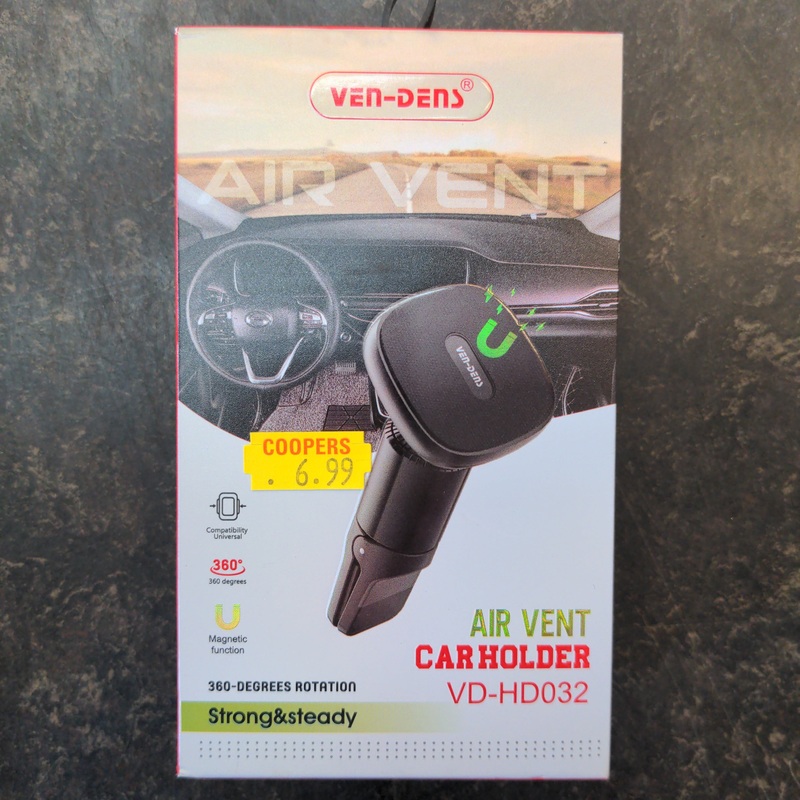 VEN-DENS®
AIR VENT
VEN-DENS
COOPERS
. 6.99
Compatibility
Universal
360°
360 degrees
Magnetic
function
AIR VENT
CAR HOLDER
VD-HD032
360-DEGREES ROTATION
Strong&steady